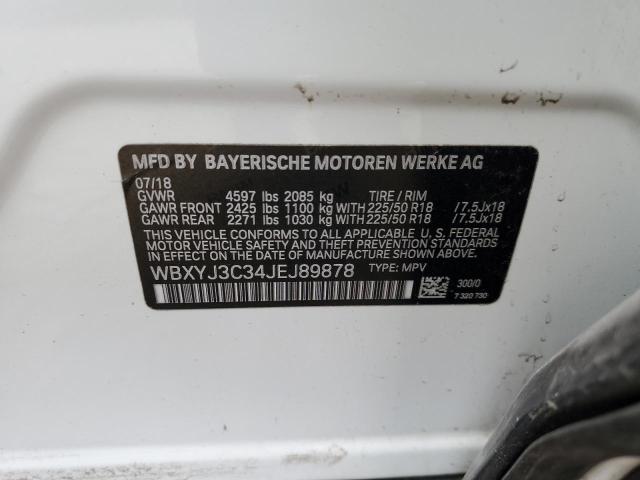 MFD BY BAYERISCHE MOTOREN WERKE AG
07/18
GVWR 4597 lbs 2085 kg TIRE / RIM
GAWR FRONT 2425 lbs 1100 kg WITH 225/50 R18 /7.5Jx18
GAWR REAR 2271 lbs 1030 kg WITH 225/50 R18 /7.5Jx18
THIS VEHICLE CONFORMS TO ALL APPLICABLE U. S. FEDERAL
MOTOR VEHICLE SAFETY, BUMPER, AND THEFT PREVENTION
STANDARDS IN EFFECT ON THE DATE OF MANUFACTURE SHOWN ABOVE.
WBXYJ3C34JEJ89878 TYPE: MPV
300/0
7 320 730